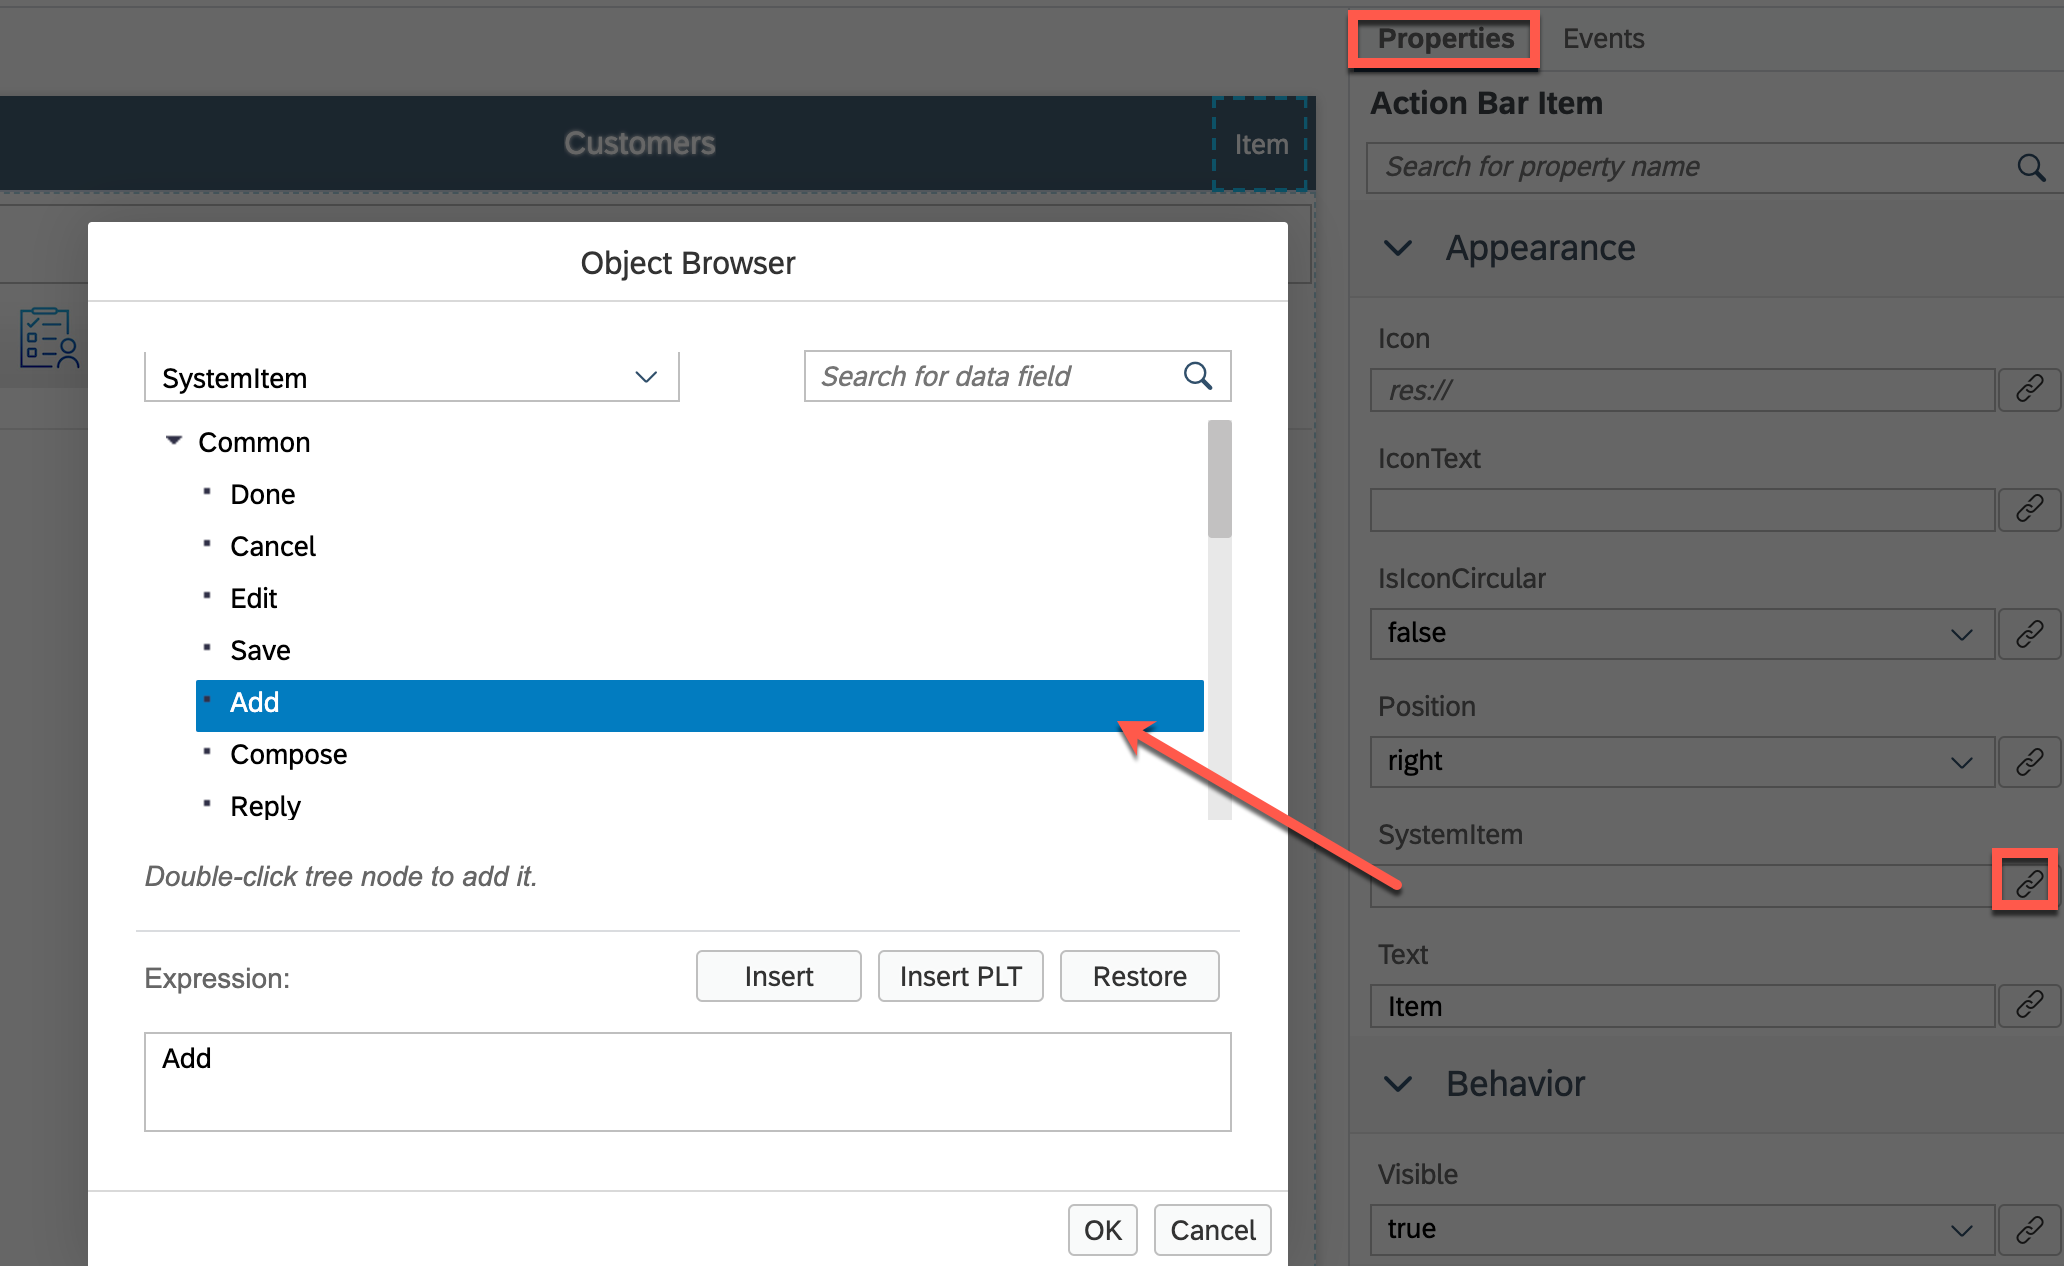 Properties
Events
Action Bar Item
Search for property name
Customers
Item
Appearance
Icon
res://
IconText
IsIconCircular
false
Position
right
SystemItem
Text
Item
Behavior
Visible
true
Object Browser
SystemItem
Search for data field
Common
Done
Cancel
Edit
Save
Add
Compose
Reply
Double-click tree node to add it.
Expression:
Insert
Insert PLT
Restore
Add
OK
Cancel